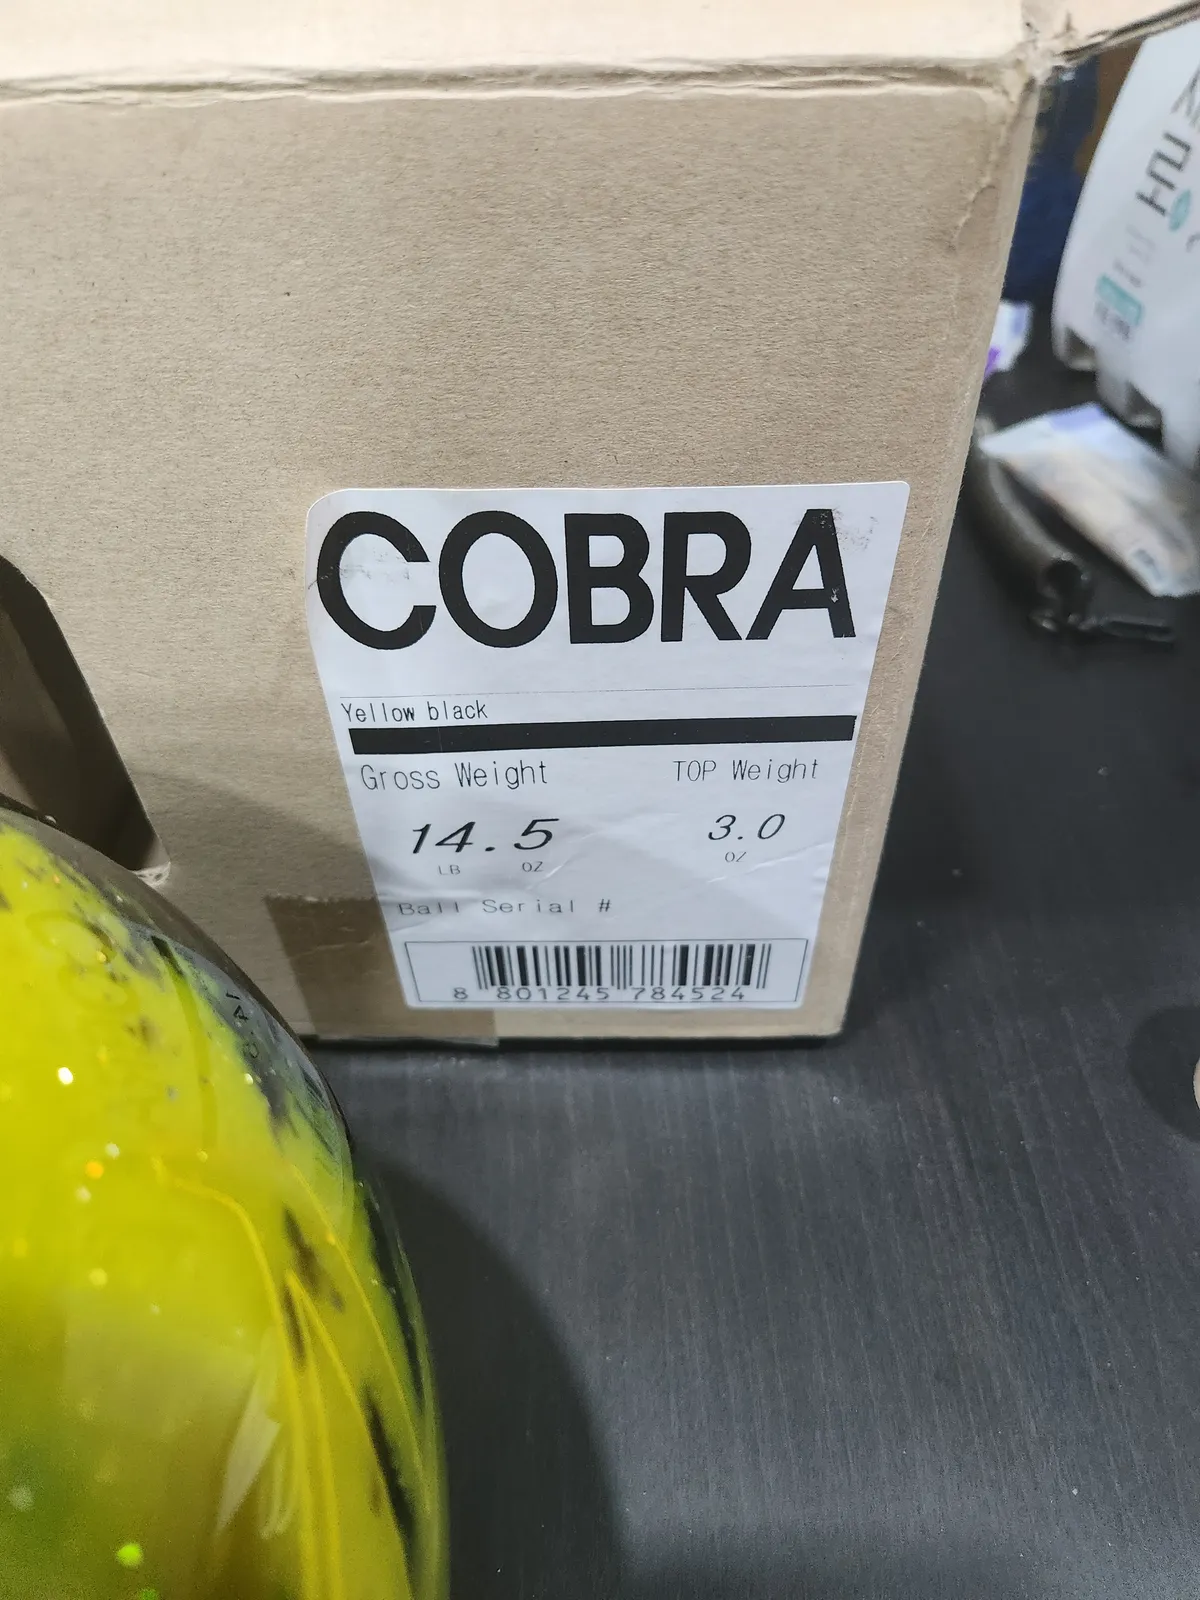 COBRA
Yellow black
Gross Weight TOP Weight
14.5 3.0
LB OZ OZ
Ball Serial #
8 801245 784524